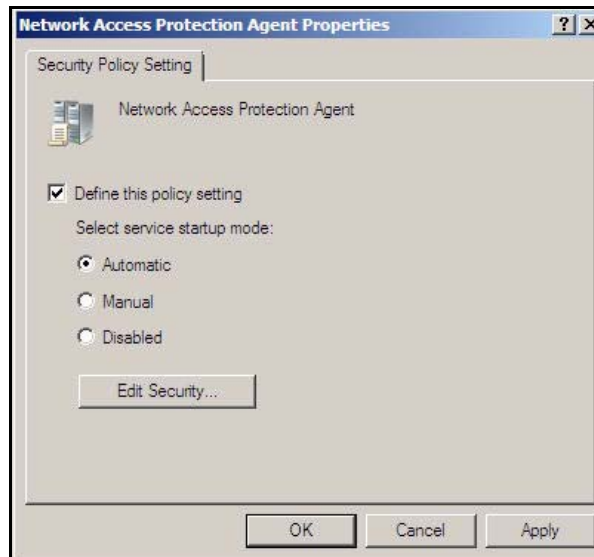 Network Access Protection Agent Properties
Security Policy Setting
Network Access Protection Agent
Define this policy setting
Select service startup mode:
Automatic
Manual
Disabled
Edit Security...
OK Cancel Apply